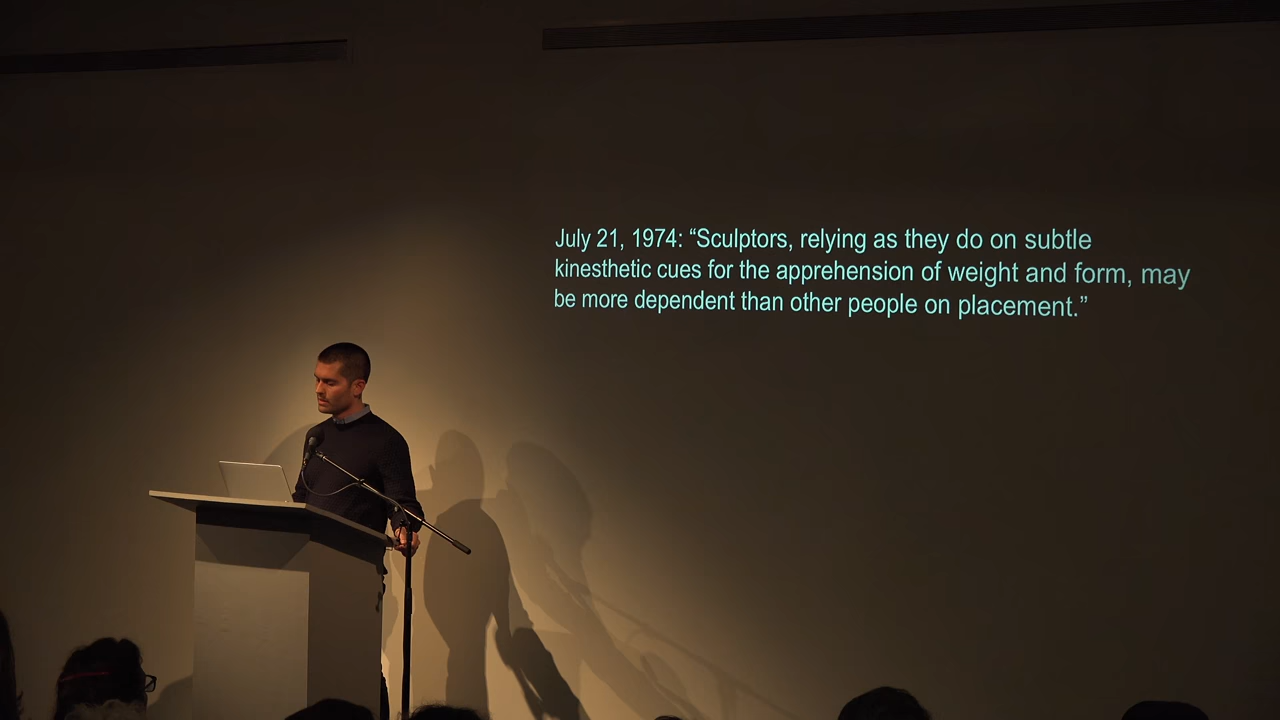 July 21, 1974: “Sculptors, relying as they do on subtle
kinesthetic cues for the apprehension of weight and form, may
be more dependent than other people on placement.”